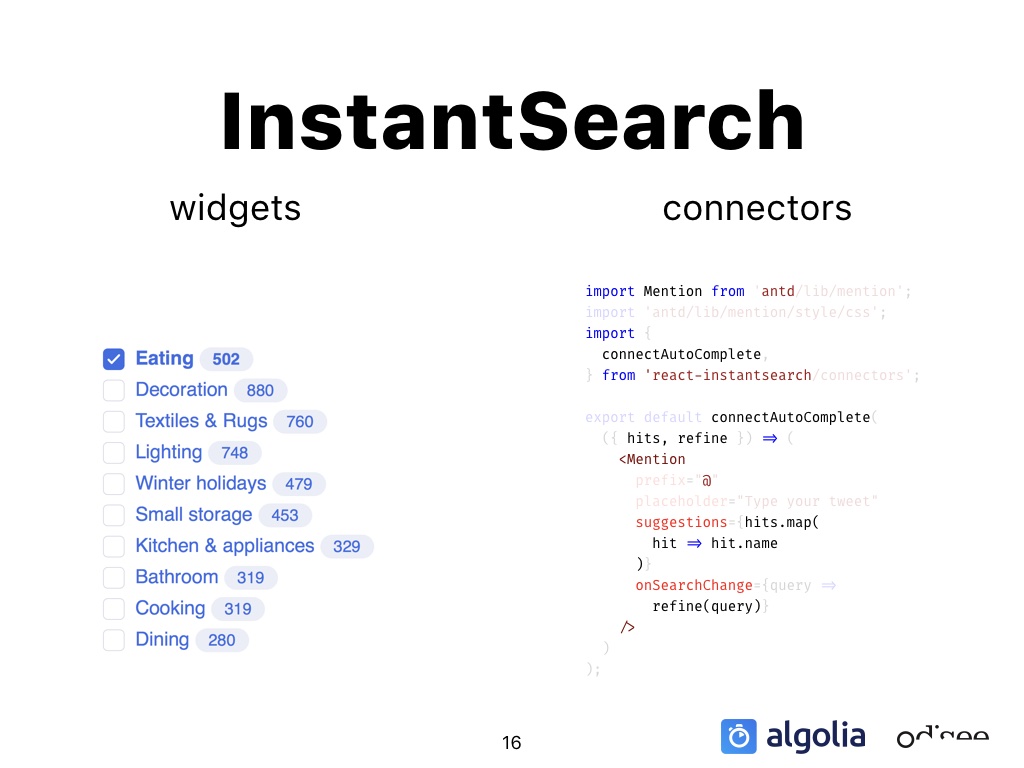 InstantSearch
widgets
connectors
Eating 502
Decoration 880
Textiles & Rugs 760
Lighting 748
Winter holidays 479
Small storage 453
Kitchen & appliances 329
Bathroom 319
Cooking 319
Dining 280
import Mention from 'antd/lib/mention';
import 'antd/lib/mention/style/css';
import {
  connectAutoComplete,
} from 'react-instantsearch/connectors';
export default connectAutoComplete(
  ({ hits, refine }) => (
    <Mention
      prefix="@"
      placeholder="Type your tweet"
      suggestions={hits.map(
        hit => hit.name
      )}
      onSearchChange={query =>
        refine(query)}
    />
  )
);
16
algolia
odisee